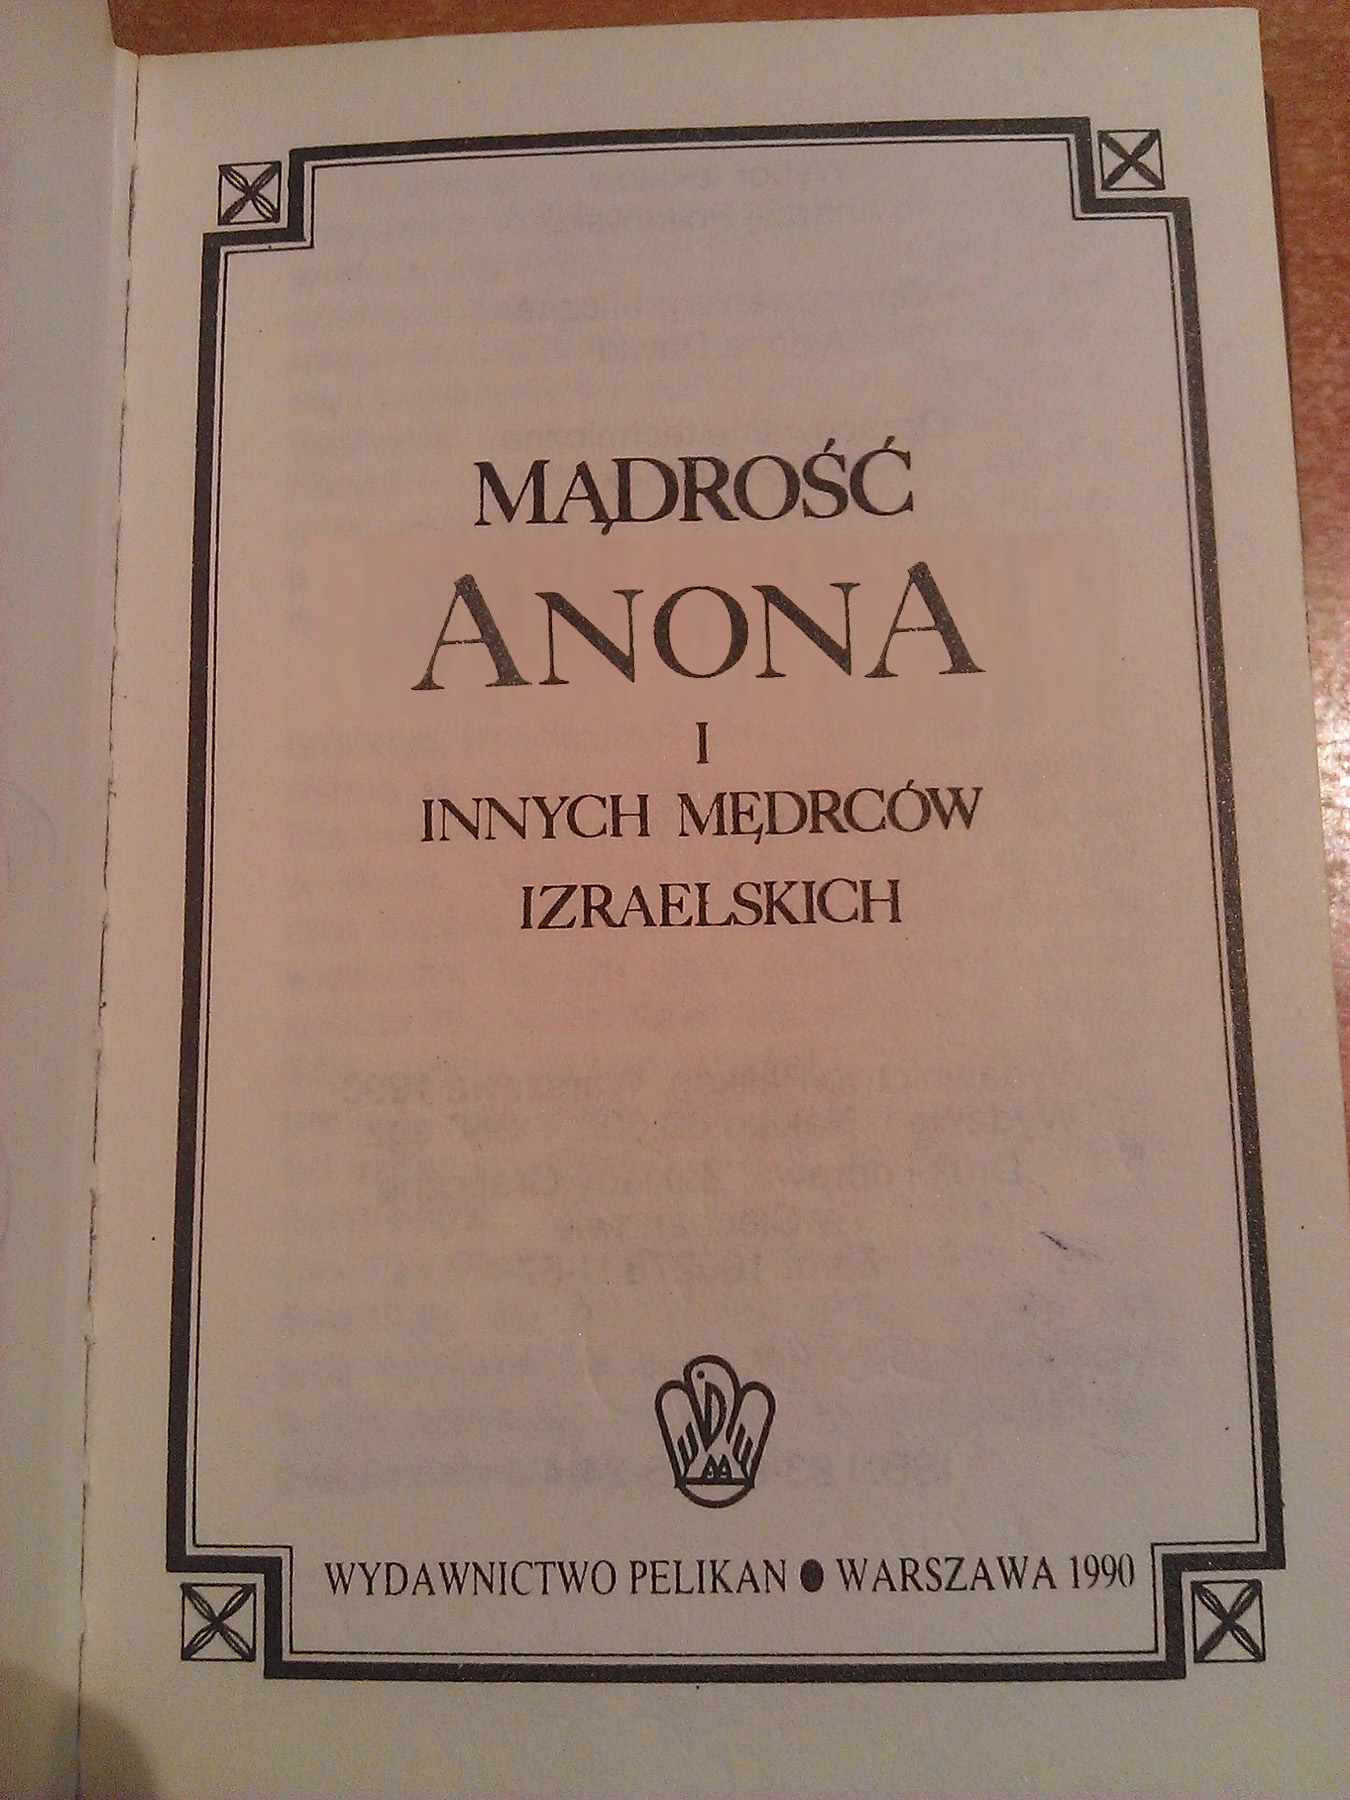 MĄDROŚĆ
ANONA
I
INNYCH MĘDRCÓW
IZRAELSKICH
WYDAWNICTWO PELIKAN ● WARSZAWA 1990